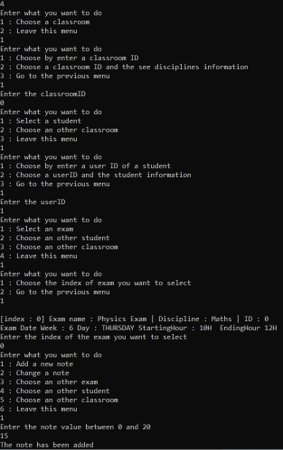 4
Enter what you want to do
1 : Choose a classroom
2 : Leave this menu
1
Enter what you want to do
1 : Choose by enter a classroom ID
2 : Choose a classroom ID and the see disciplines information
3 : Go to the previous menu
1
Enter the classroomID
0
Enter what you want to do
1 : Select a student
2 : Choose an other classroom
3 : Leave this menu
1
Enter what you want to do
1 : Choose by enter a user ID of a student
2 : Choose a userID and the student information
3 : Go to the previous menu
1
Enter the userID
1
Enter what you want to do
1 : Select an exam
2 : Choose an other student
3 : Choose an other classroom
4 : Leave this menu
1
Enter what you want to do
1 : Choose the index of exam you want to select
2 : Go to the previous menu
1
[index : 0] Exam name : Physics Exam | Discipline : Maths | ID : 0
Exam Date Week : 6 Day : THURSDAY StartingHour : 10H  EndingHour 12H
Enter the index of the exam you want to select
0
Enter what you want to do
1 : Add a new note
2 : Change a note
3 : Choose an other exam
4 : Choose an other student
5 : Choose an other classroom
6 : Leave this menu
1
Enter the note value between 0 and 20
15
The note has been added